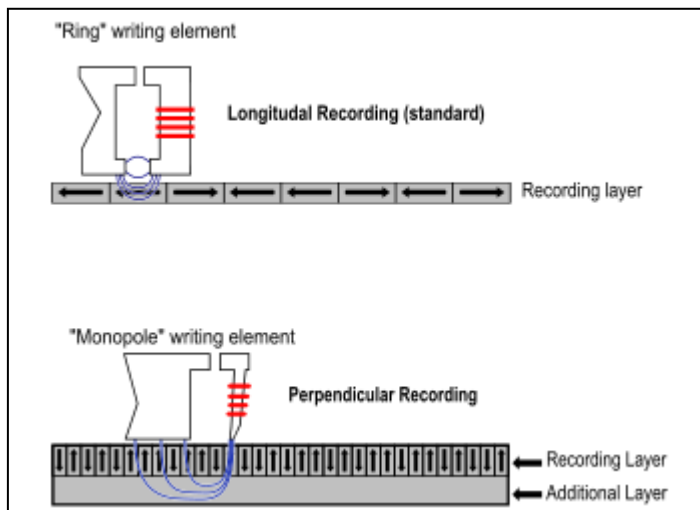 "Ring" writing element
Longitudal Recording (standard)
Recording layer
"Monopole" writing element
Perpendicular Recording
Recording Layer
Additional Layer